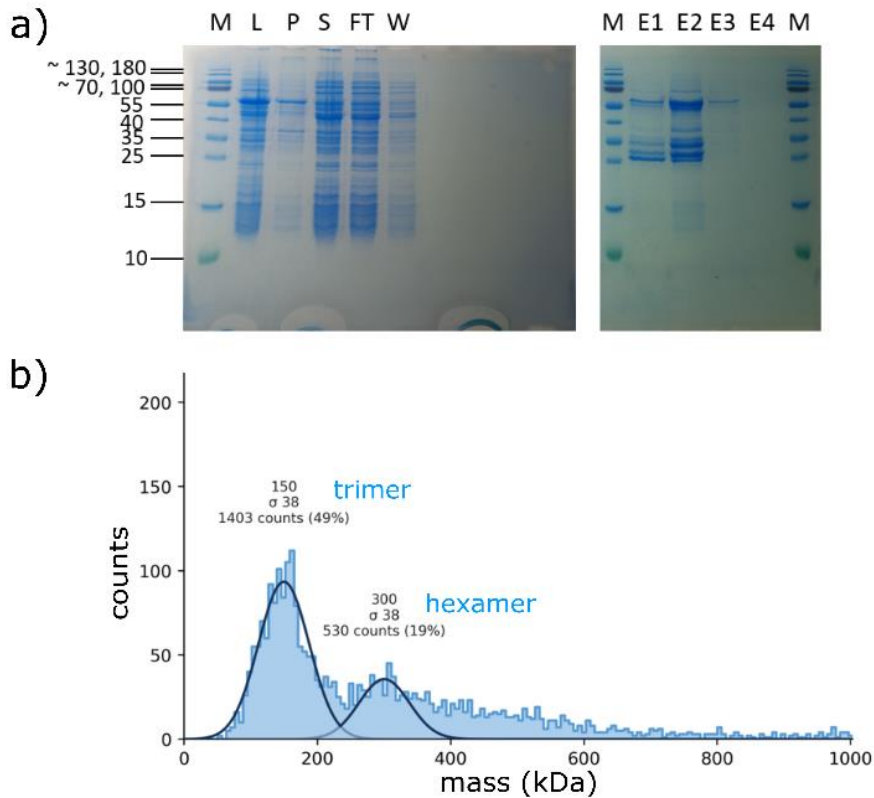 a)
M L P S FT W
M E1 E2 E3 E4 M
~ 130, 180
~ 70, 100
55
40
35
25
15
10
b)
200
150
100
50
0
counts
150
σ 38
1403 counts (49%)
trimer
300
σ 38
530 counts (19%)
hexamer
0 200 400 600 800 1000
mass (kDa)